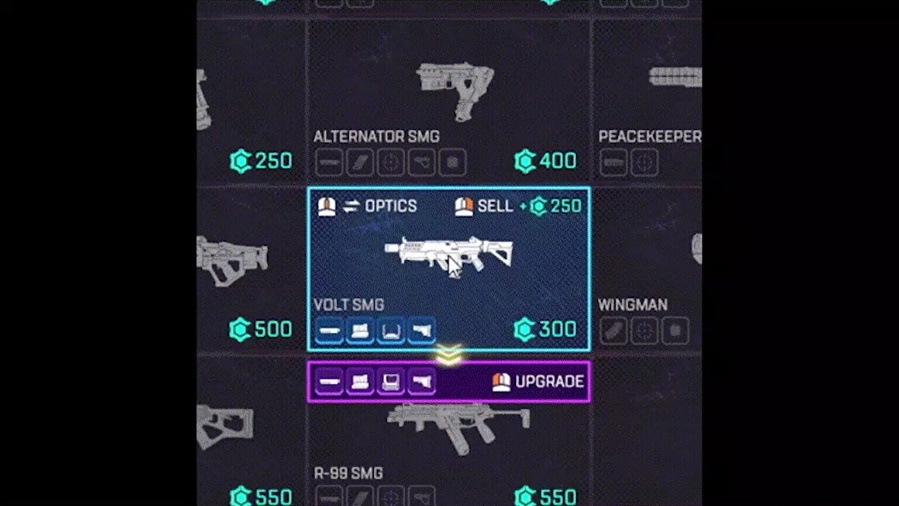 ALTERNATOR SMG
PEACEKEEPER
250
400
OPTICS
SELL +250
VOLT SMG
WINGMAN
500
300
UPGRADE
R-99 SMG
550
550